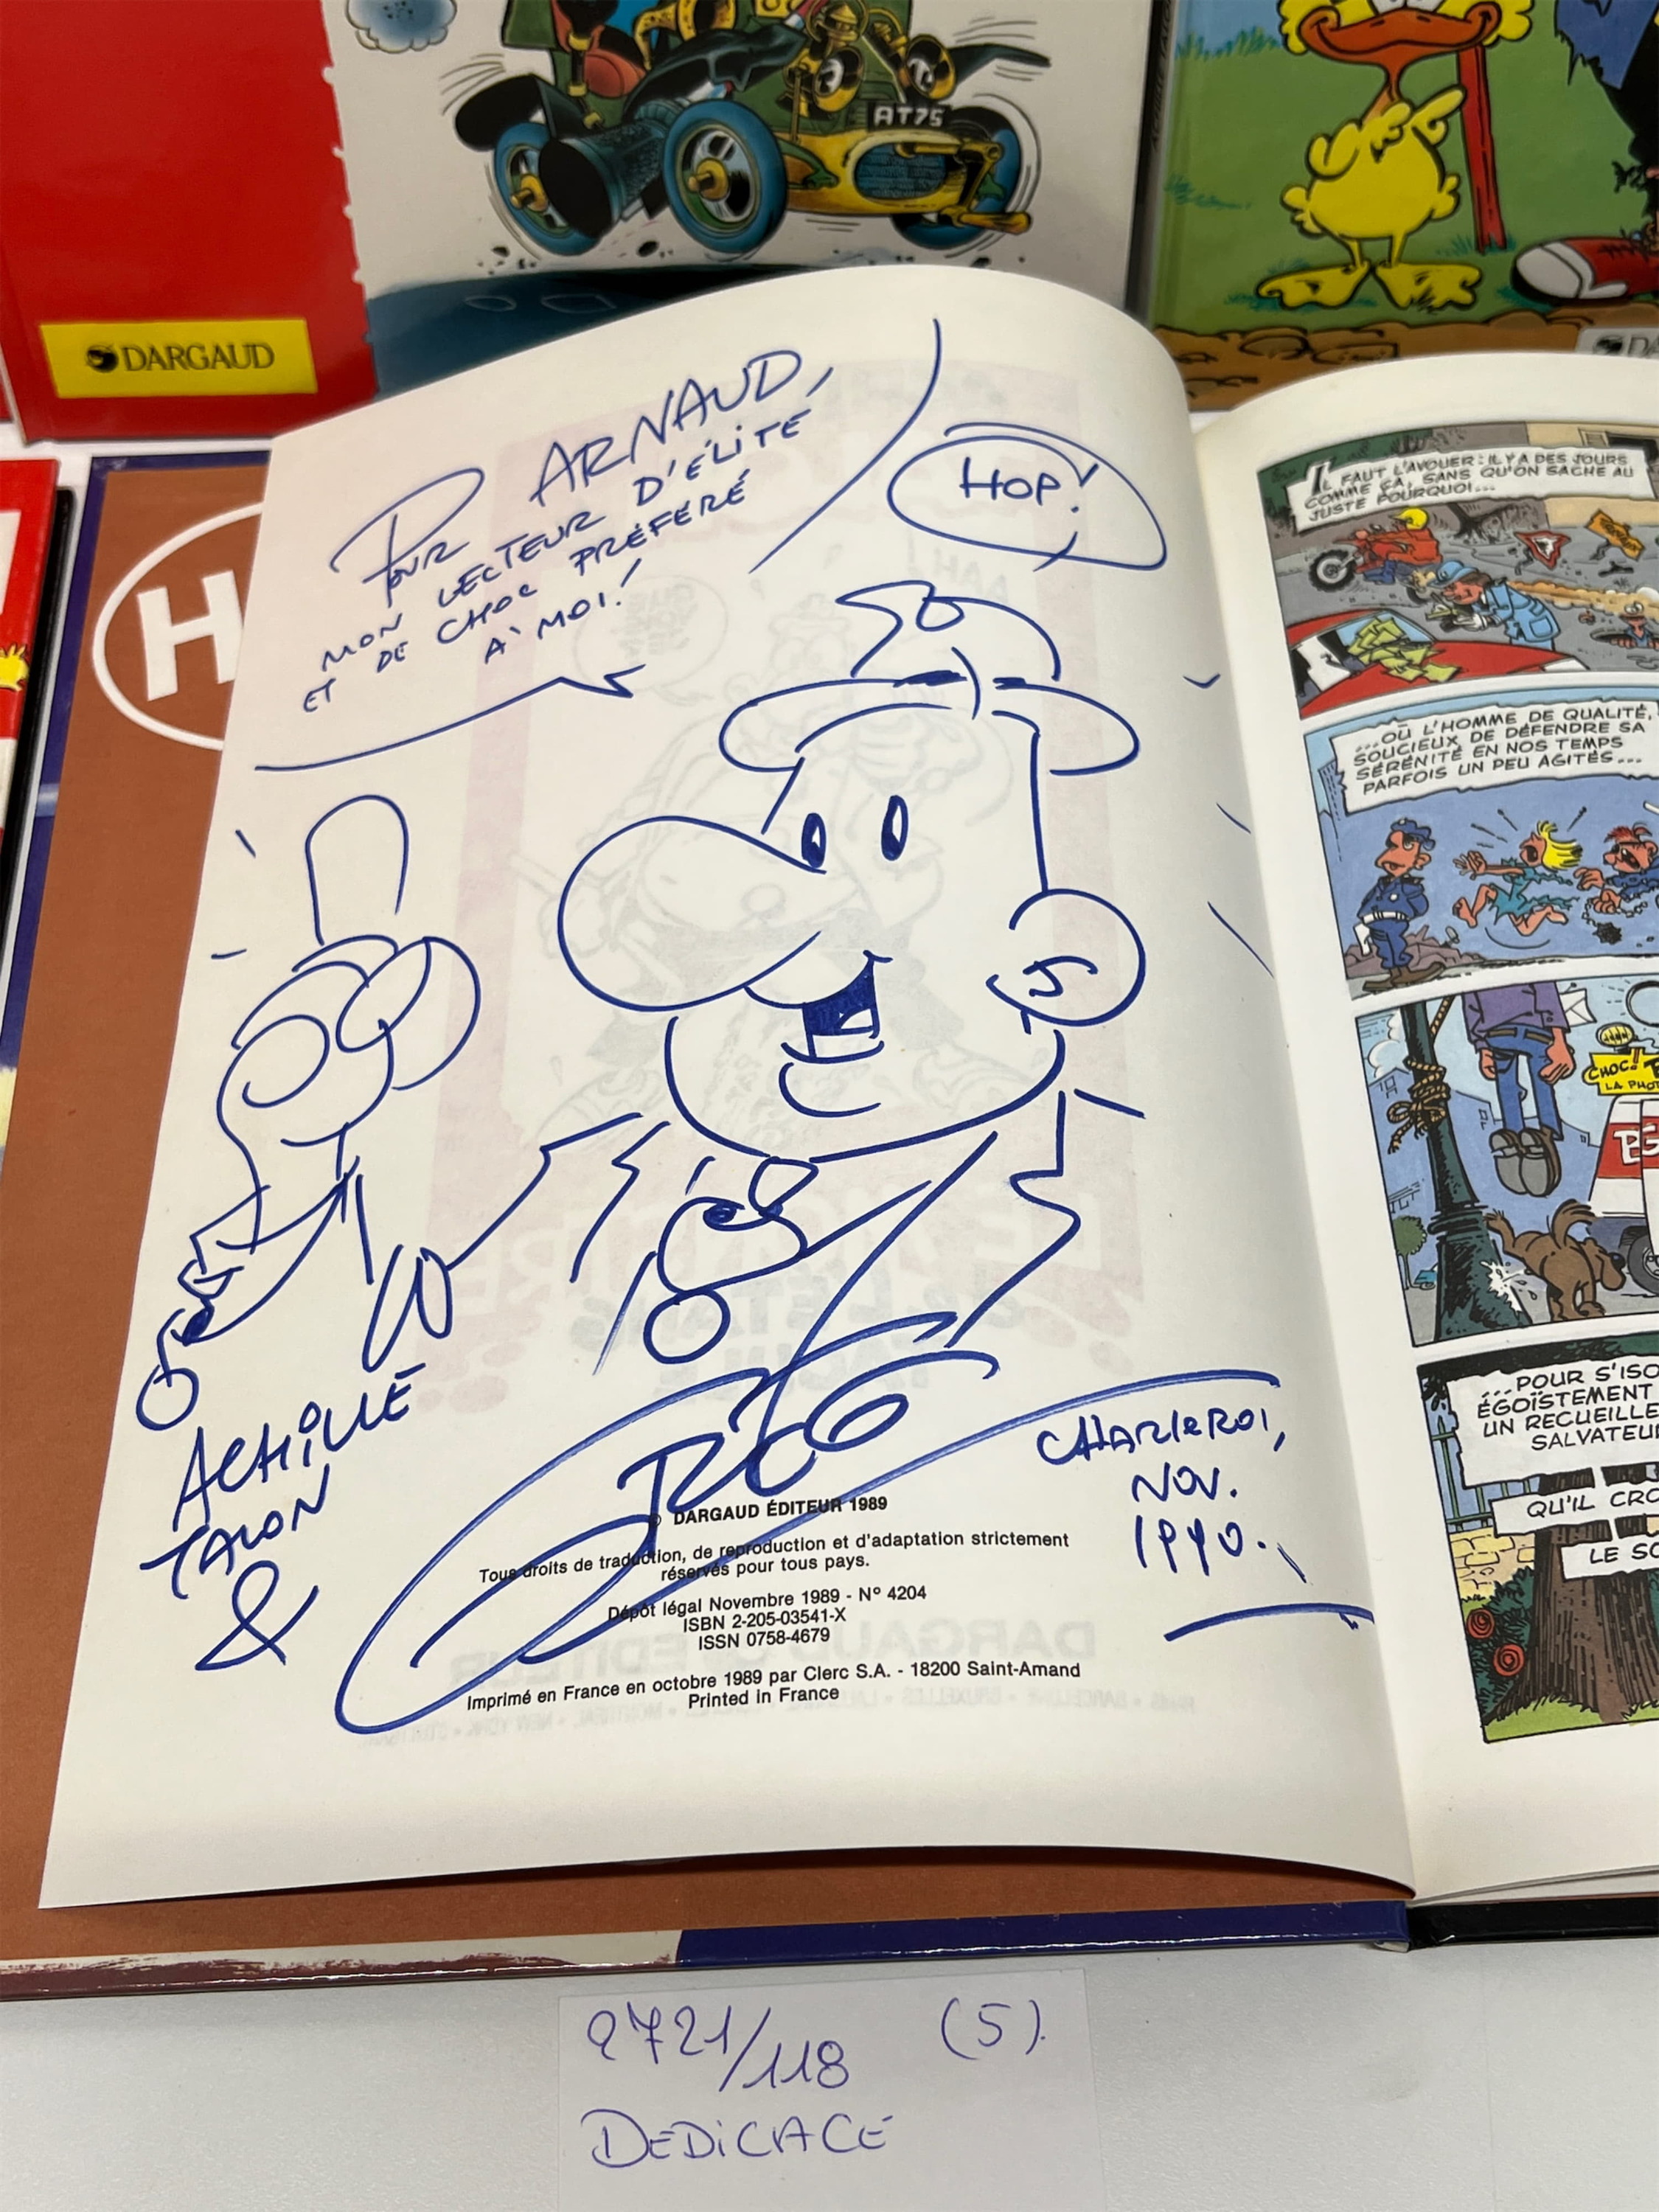 AT75
DARGAUD
H
POUR ARNAUD,
MON LECTEUR D'ÉLITE
ET DE CHOC PRÉFÉRÉ
À MOI!
HOP!
ACHILLE
TALON
&
GREG
CHARLEROI,
NOV.
1990.
© DARGAUD ÉDITEUR 1989
Tous droits de traduction, de reproduction et d'adaptation strictement
réservés pour tous pays.
Dépôt légal Novembre 1989 - N° 4204
ISBN 2-205-03541-X
ISSN 0758-4679
Imprimé en France en octobre 1989 par Clerc S.A. - 18200 Saint-Amand
Printed in France
IL FAUT L'AVOUER : IL Y A DES JOURS
COMME ÇA, SANS QU'ON SACHE AU
JUSTE POURQUOI...
...OÙ L'HOMME DE QUALITÉ,
SOUCIEUX DE DÉFENDRE SA
SÉRÉNITÉ EN NOS TEMPS
PARFOIS UN PEU AGITÉS...
CHOC!
LA PHOT
...POUR S'ISO
ÉGOÏSTEMENT
UN RECUEILLE
SALVATEU
QU'IL CRO
LE SO
2721/118 (5).
DEDICACE